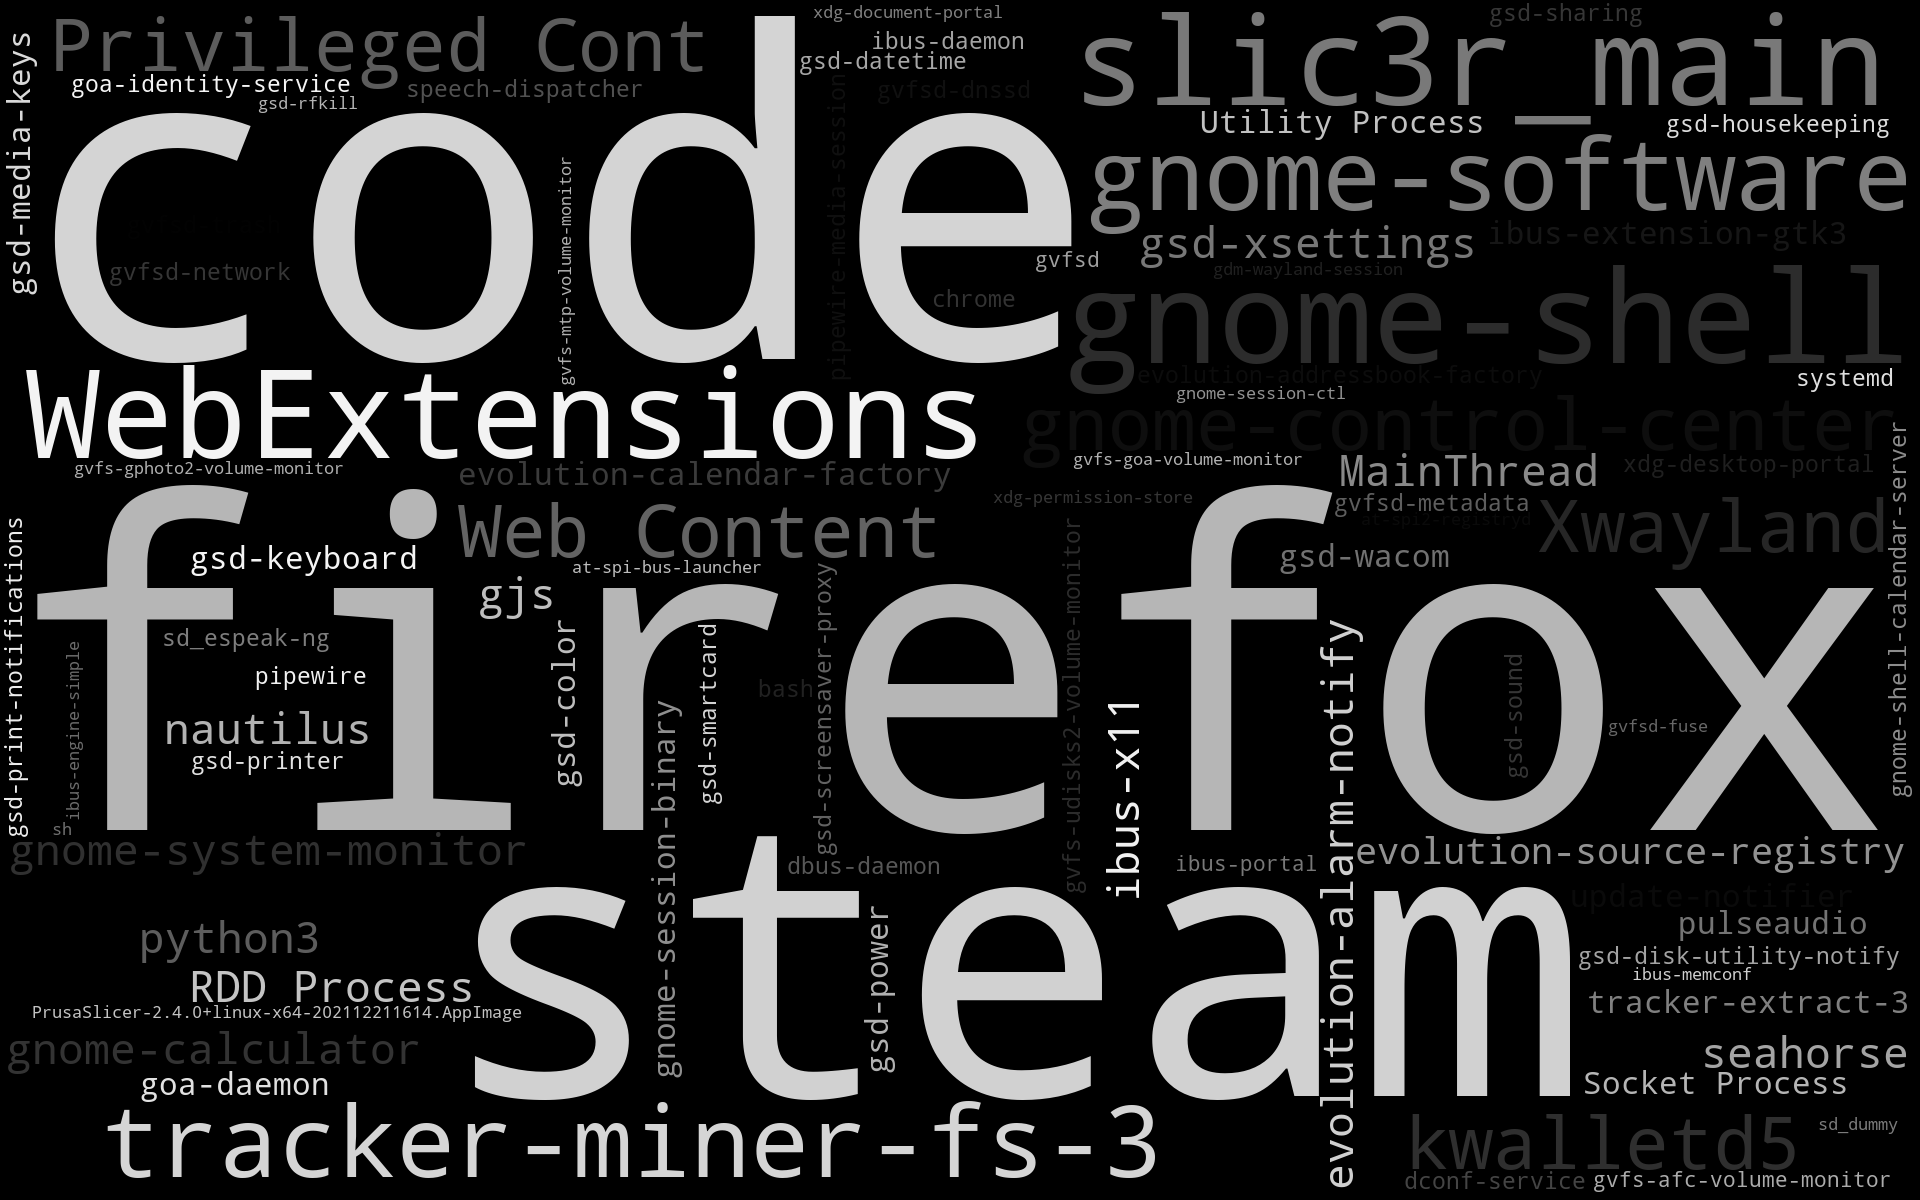 xdg-document-portal
gsd-sharing
Privileged Cont
slic3r_main
ibus-daemon
gsd-datetime
gsd-media-keys
goa-identity-service
speech-dispatcher
gvfsd-dnssd
gsd-rfkill
code
Utility Process
gsd-housekeeping
pipewire-media-session
gvfs-mtp-volume-monitor
gnome-software
gsd-xsettings
ibus-extension-gtk3
gvfsd
gvfsd-network
gdm-wayland-session
chrome
gnome-shell
WebExtensions
evolution-addressbook-factory
systemd
gnome-session-ctl
gnome-control-center
gvfs-gphoto2-volume-monitor
evolution-calendar-factory
gvfs-goa-volume-monitor
MainThread
xdg-desktop-portal
gnome-shell-calendar-server
xdg-permission-store
gvfsd-metadata
at-spi2-registryd
Xwayland
Web Content
gsd-print-notifications
gsd-keyboard
at-spi-bus-launcher
gsd-wacom
gjs
firefox
gsd-screensaver-proxy
gvfs-udisks2-volume-monitor
gsd-color
gsd-smartcard
sd_espeak-ng
ibus-engine-simple
pipewire
bash
gsd-sound
evolution-alarm-notify
nautilus
gsd-printer
gnome-session-binary
ibus-x11
gvfsd-fuse
sh
gnome-system-monitor
dbus-daemon
ibus-portal
evolution-source-registry
steam
update-notifier
python3
gsd-power
pulseaudio
gsd-disk-utility-notify
RDD Process
ibus-memconf
PrusaSlicer-2.4.0+linux-x64-202112211614.AppImage
tracker-extract-3
gnome-calculator
seahorse
goa-daemon
Socket Process
tracker-miner-fs-3
kwalletd5
sd_dummy
dconf-service
gvfs-afc-volume-monitor